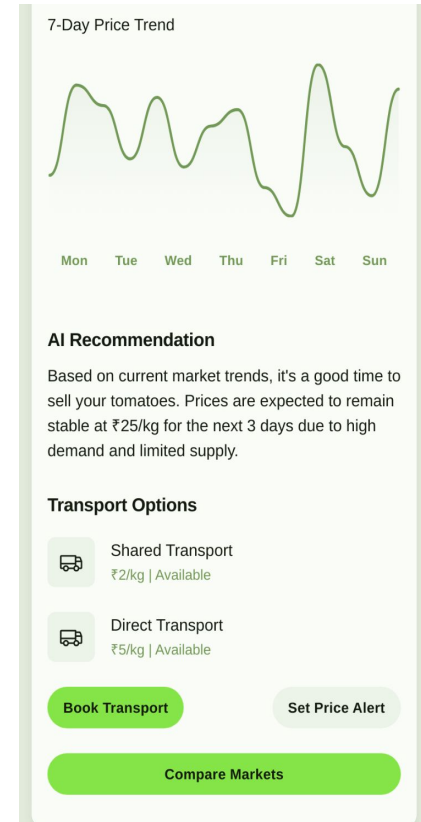 7-Day Price Trend
Mon Tue Wed Thu Fri Sat Sun
AI Recommendation
Based on current market trends, it's a good time to
sell your tomatoes. Prices are expected to remain
stable at ₹25/kg for the next 3 days due to high
demand and limited supply.
Transport Options
Shared Transport
₹2/kg | Available
Direct Transport
₹5/kg | Available
Book Transport Set Price Alert
Compare Markets